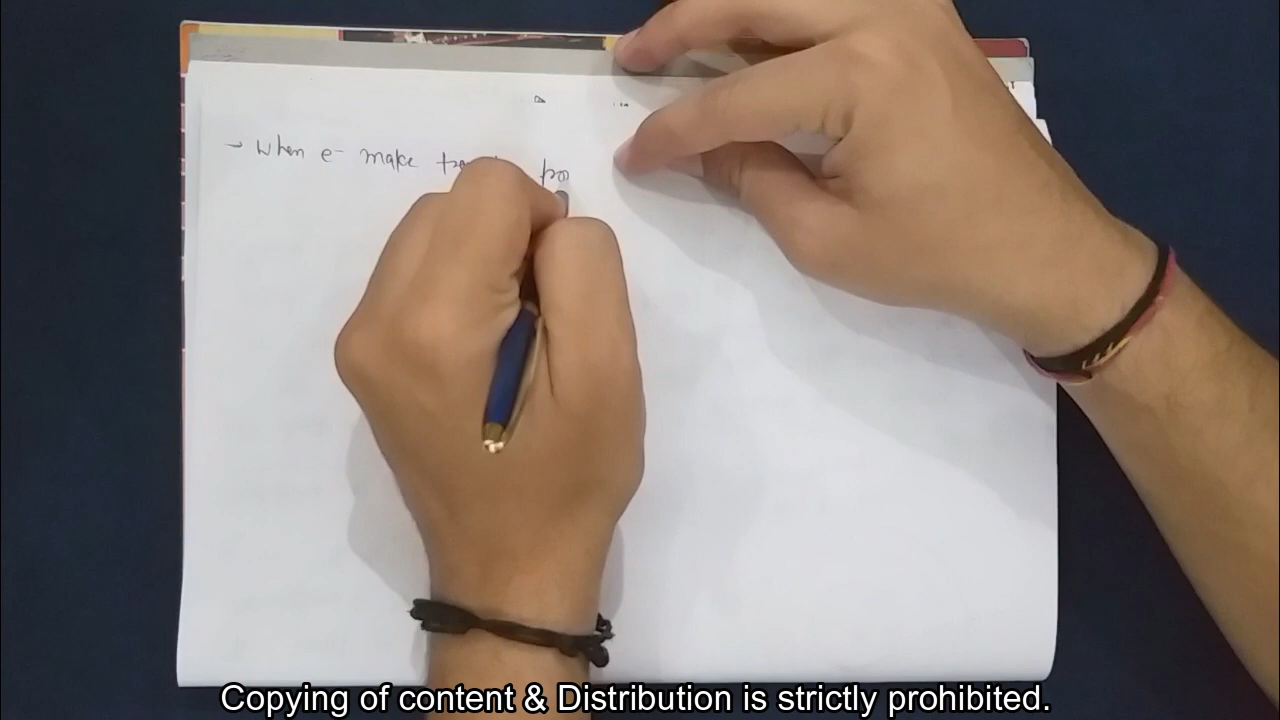 → When e- make
Copying of content & Distribution is strictly prohibited.